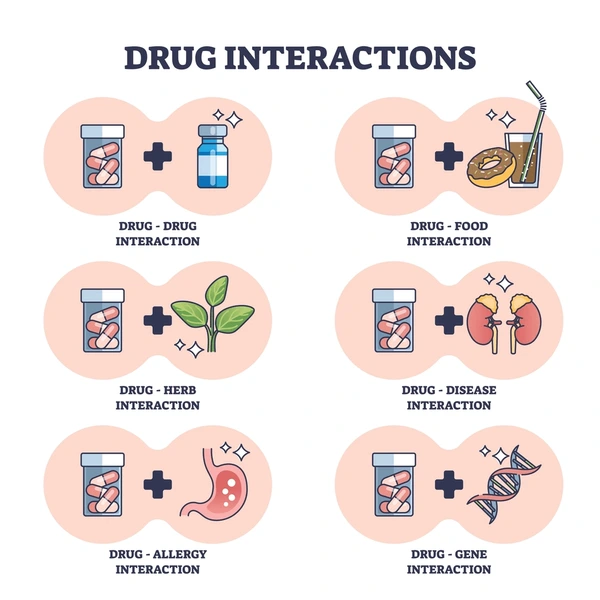 DRUG INTERACTIONS
DRUG - DRUG
INTERACTION
DRUG - FOOD
INTERACTION
DRUG - HERB
INTERACTION
DRUG - DISEASE
INTERACTION
DRUG - ALLERGY
INTERACTION
DRUG - GENE
INTERACTION